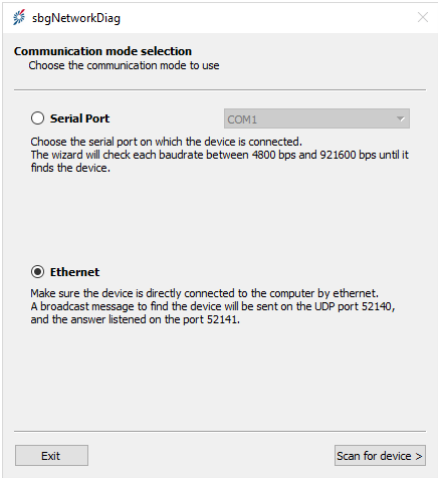 sbgNetworkDiag
Communication mode selection
Choose the communication mode to use
Serial Port
COM1
Choose the serial port on which the device is connected.
The wizard will check each baudrate between 4800 bps and 921600 bps until it
finds the device.
Ethernet
Make sure the device is directly connected to the computer by ethernet.
A broadcast message to find the device will be sent on the UDP port 52140,
and the answer listened on the port 52141.
Exit
Scan for device >